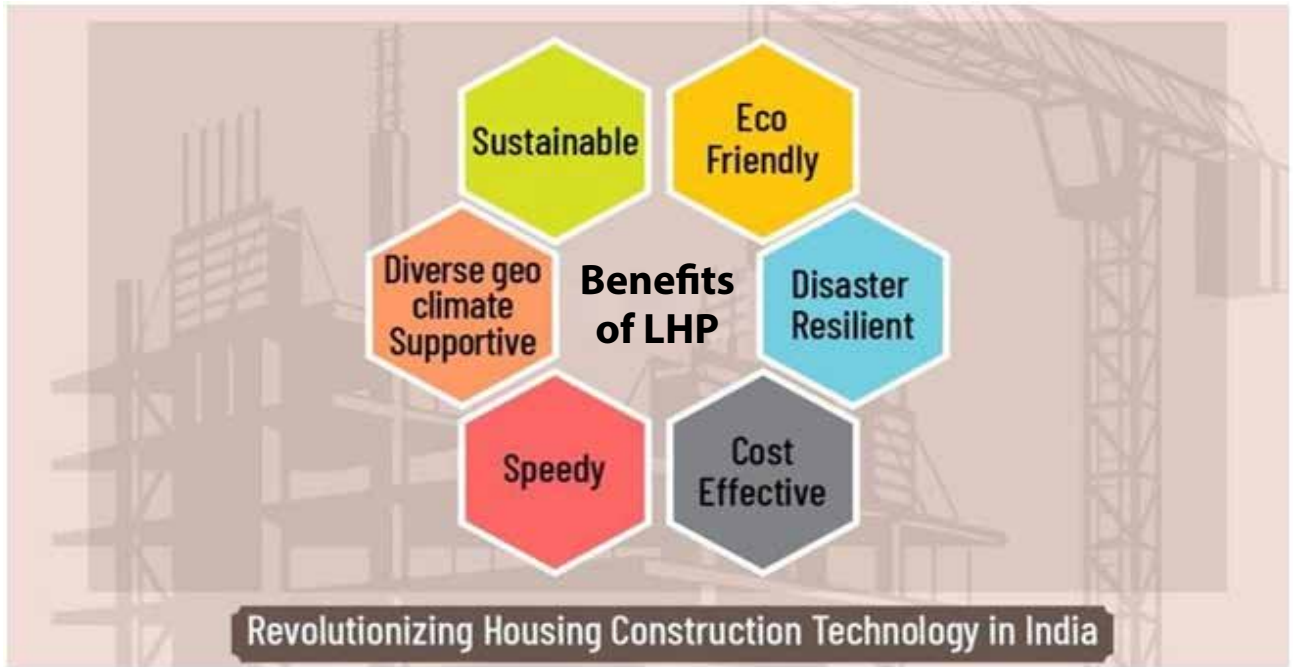 Sustainable
Eco
Friendly
Diverse geo
climate
Supportive
Benefits
of LHP
Disaster
Resilient
Speedy
Cost
Effective
Revolutionizing Housing Construction Technology in India